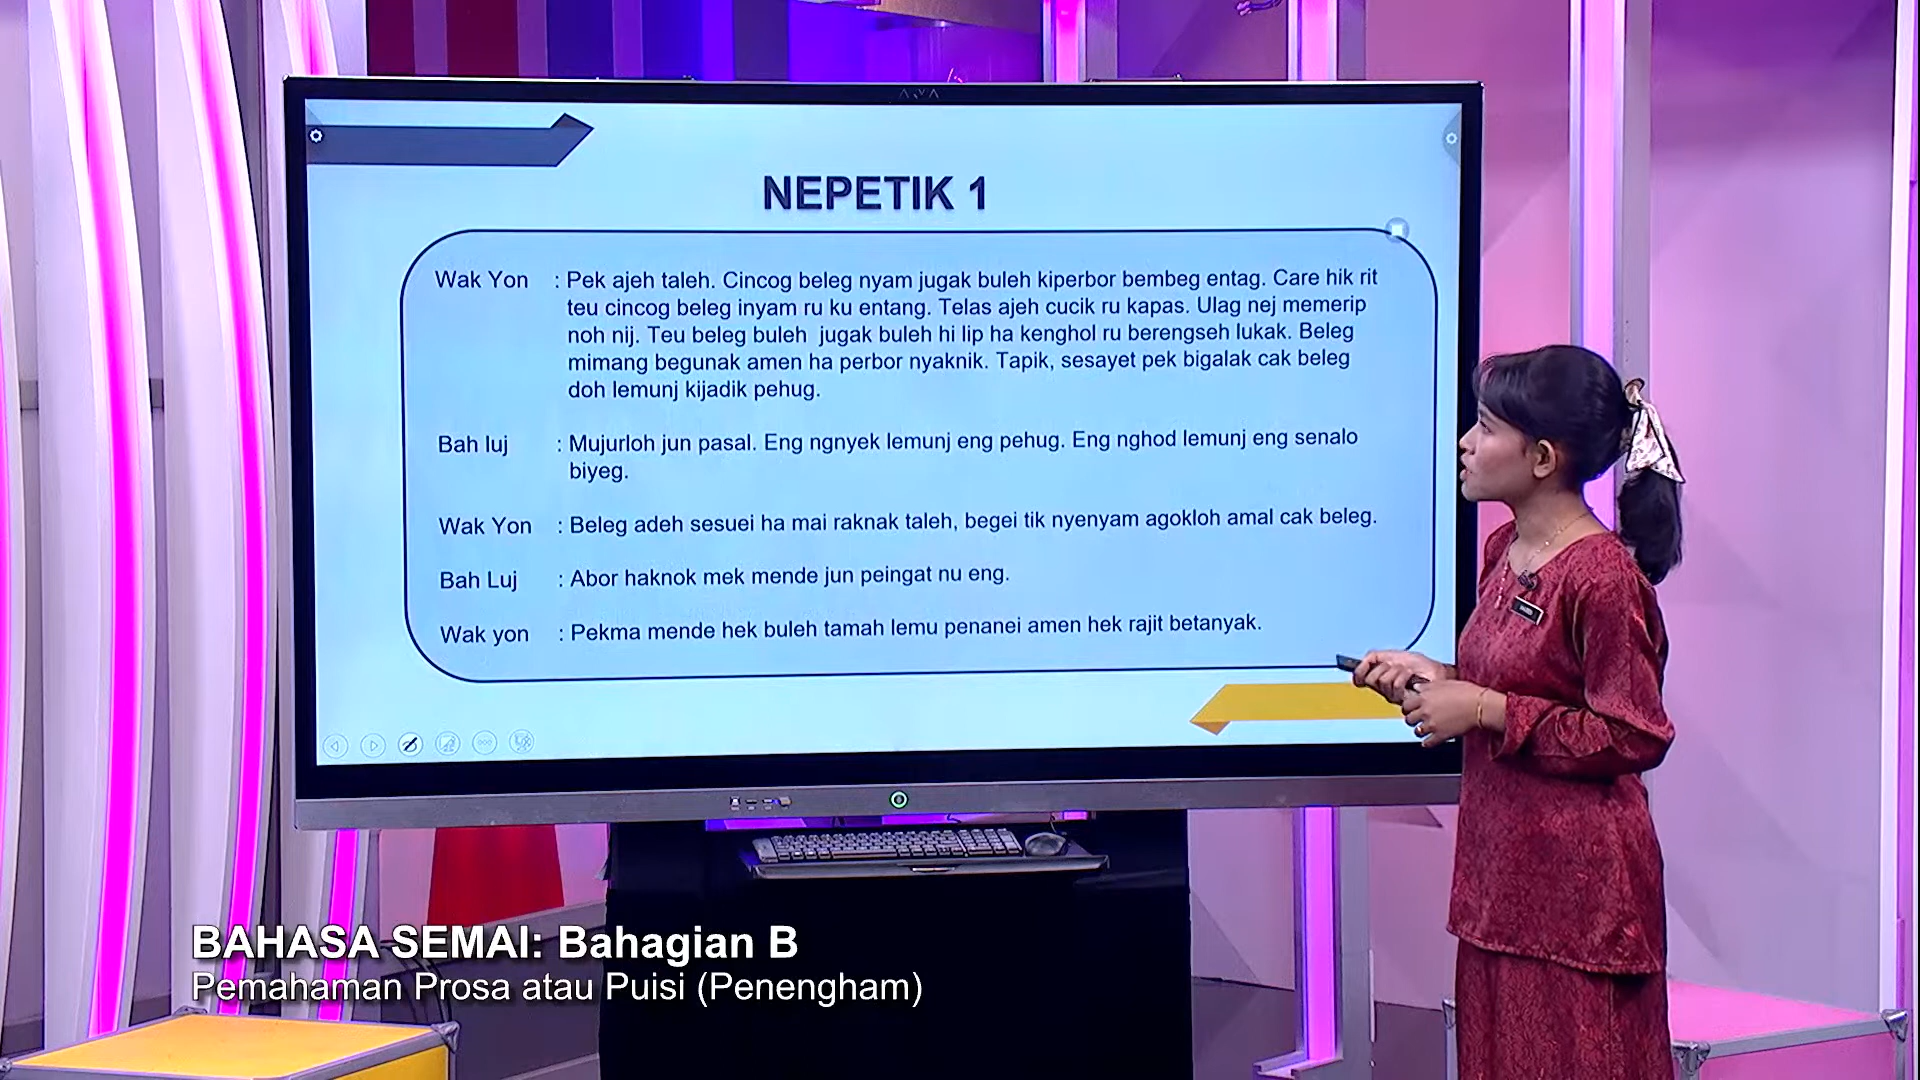 NEPETIK 1
Wak Yon : Pek ajeh taleh. Cincog beleg nyam jugak buleh kiperbor bembeg entag. Care hik rit
teu cincog beleg inyam ru ku entang. Telas ajeh cucik ru kapas. Ulag nej memerip
noh nij. Teu beleg buleh jugak buleh hi lip ha kenghol ru berengseh lukak. Beleg
mimang begunak amen ha perbor nyaknik. Tapik, sesayet pek bigalak cak beleg
doh lemunj kijadik pehug.
Bah luj : Mujurloh jun pasal. Eng ngnyek lemunj eng pehug. Eng nghod lemunj eng senalo
biyeg.
Wak Yon : Beleg adeh sesuei ha mai raknak taleh, begei tik nyenyam agokloh amal cak beleg.
Bah Luj : Abor haknok mek mende jun peingat nu eng.
Wak yon : Pekma mende hek buleh tamah lemu penanei amen hek rajit betanyak.
BAHASA SEMAI: Bahagian B
Pemahaman Prosa atau Puisi (Penengham)